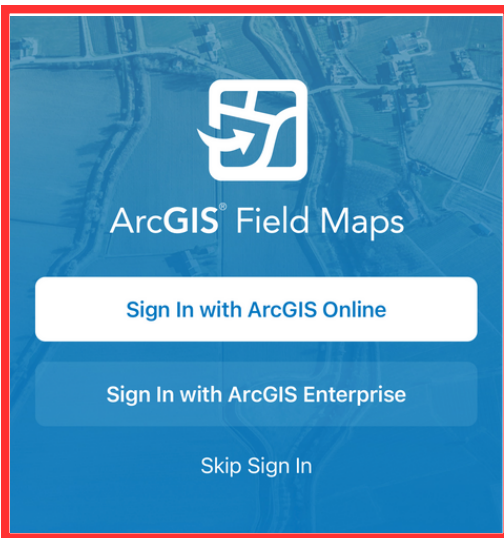 ArcGIS® Field Maps
Sign In with ArcGIS Online
Sign In with ArcGIS Enterprise
Skip Sign In